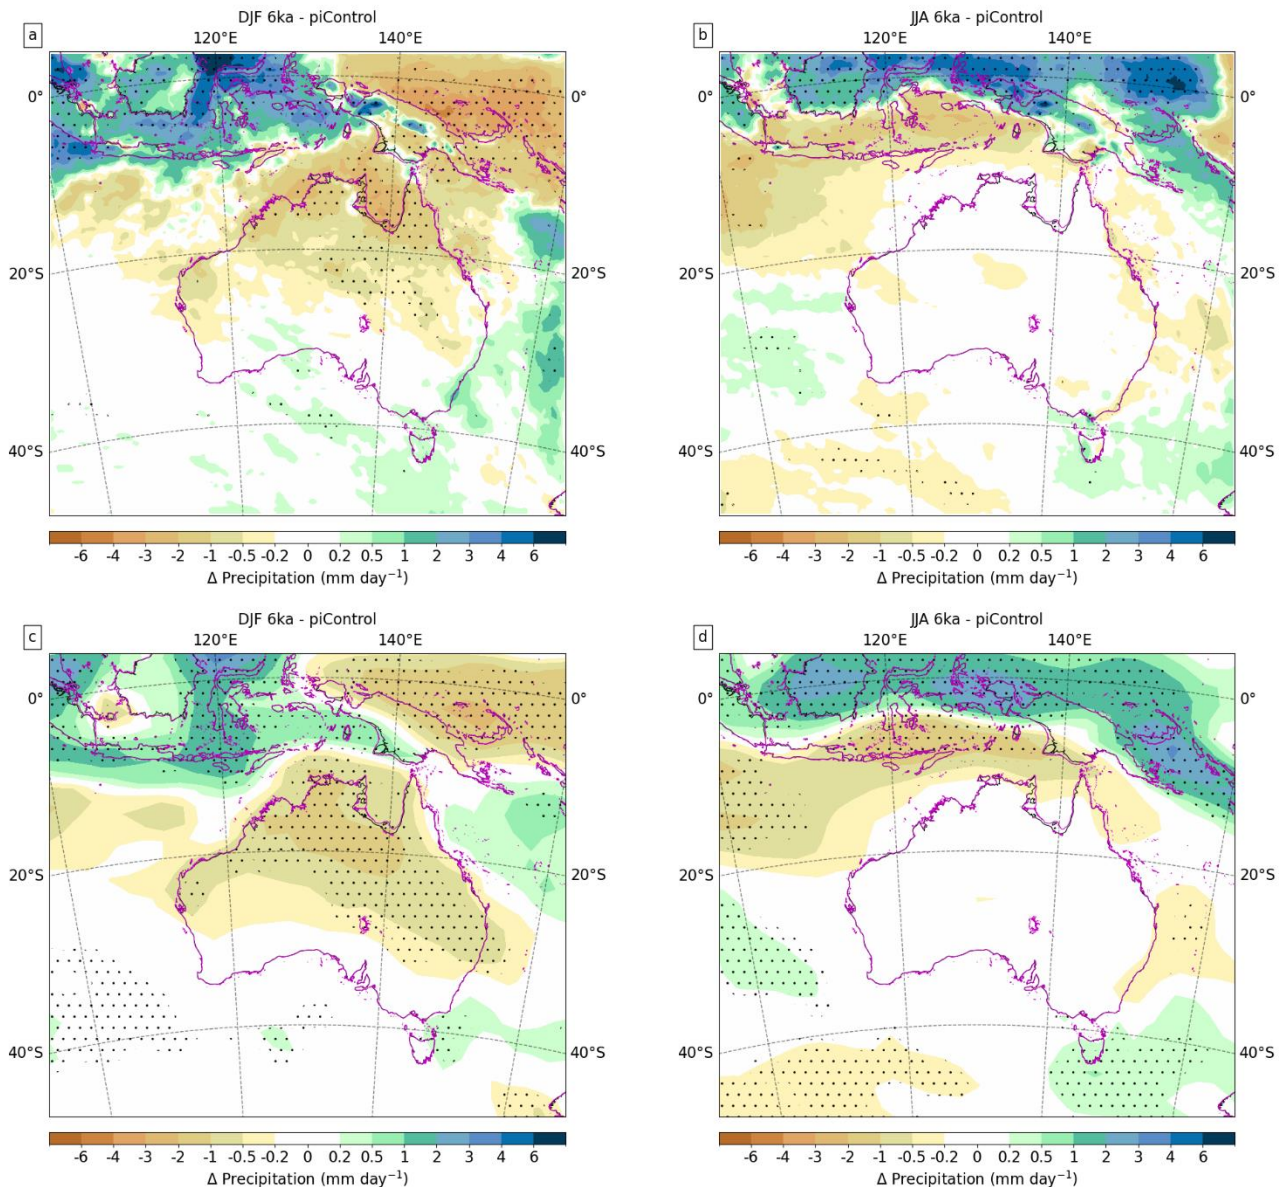 a
DJF 6ka - piControl
120°E 140°E
0° 0°
20°S 20°S
40°S 40°S
-6 -4 -3 -2 -1 -0.5 -0.2 0 0.2 0.5 1 2 3 4 6
Δ Precipitation (mm day⁻¹)
b
JJA 6ka - piControl
120°E 140°E
0° 0°
20°S 20°S
40°S 40°S
-6 -4 -3 -2 -1 -0.5 -0.2 0 0.2 0.5 1 2 3 4 6
Δ Precipitation (mm day⁻¹)
c
DJF 6ka - piControl
120°E 140°E
0° 0°
20°S 20°S
40°S 40°S
-6 -4 -3 -2 -1 -0.5 -0.2 0 0.2 0.5 1 2 3 4 6
Δ Precipitation (mm day⁻¹)
d
JJA 6ka - piControl
120°E 140°E
0° 0°
20°S 20°S
40°S 40°S
-6 -4 -3 -2 -1 -0.5 -0.2 0 0.2 0.5 1 2 3 4 6
Δ Precipitation (mm day⁻¹)